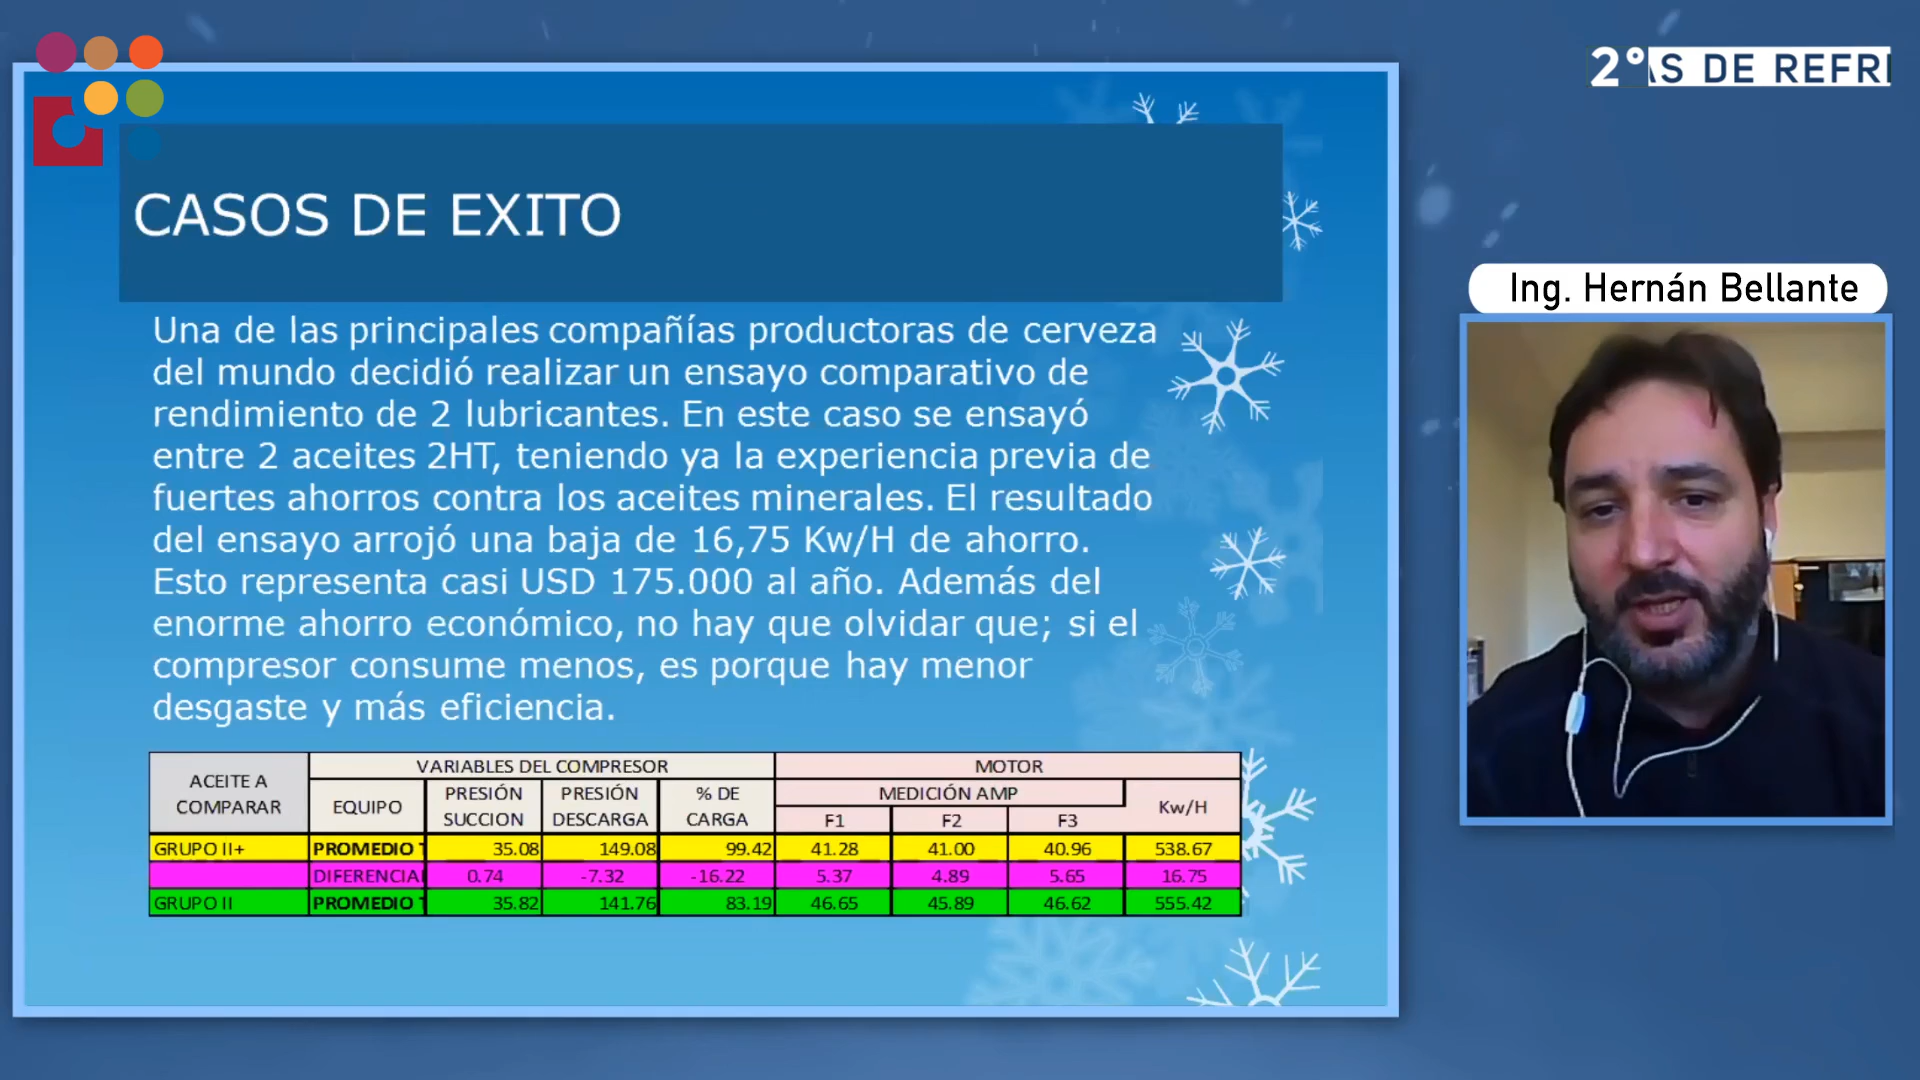 2° AS DE REFRI
CASOS DE EXITO
Ing. Hernán Bellante
Una de las principales compañías productoras de cerveza
del mundo decidió realizar un ensayo comparativo de
rendimiento de 2 lubricantes. En este caso se ensayó
entre 2 aceites 2HT, teniendo ya la experiencia previa de
fuertes ahorros contra los aceites minerales. El resultado
del ensayo arrojó una baja de 16,75 Kw/H de ahorro.
Esto representa casi USD 175.000 al año. Además del
enorme ahorro económico, no hay que olvidar que; si el
compresor consume menos, es porque hay menor
desgaste y más eficiencia.
ACEITE A COMPARAR VARIABLES DEL COMPRESOR MOTOR
EQUIPO PRESIÓN SUCCION PRESIÓN DESCARGA % DE CARGA MEDICIÓN AMP Kw/H
F1 F2 F3
GRUPO II+ PROMEDIO T 35.08 149.08 99.42 41.28 41.00 40.96 538.67
DIFERENCIAL 0.74 -7.32 -16.22 5.37 4.89 5.65 16.75
GRUPO II PROMEDIO T 35.82 141.76 83.19 46.65 45.89 46.62 555.42